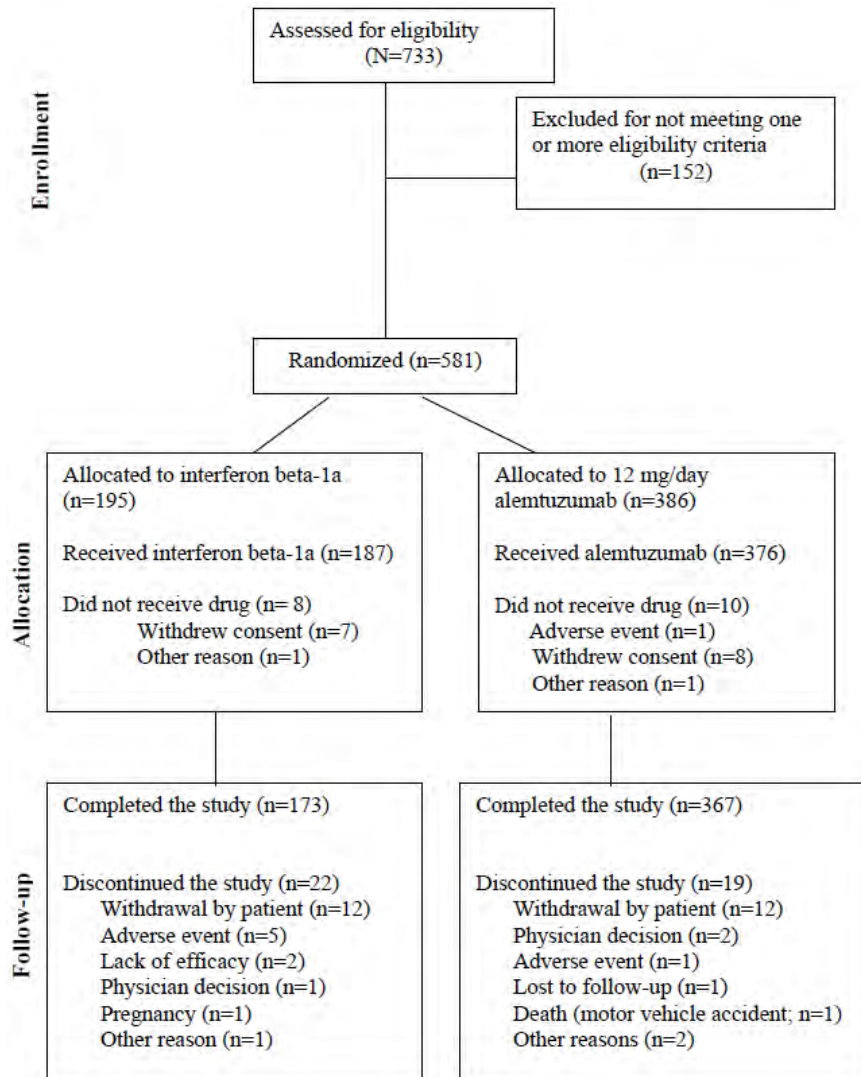 Assessed for eligibility
(N=733)
Enrollment
Excluded for not meeting one
or more eligibility criteria
(n=152)
Randomized (n=581)
Allocation
Allocated to interferon beta-1a
(n=195)
Received interferon beta-1a (n=187)
Did not receive drug (n= 8)
Withdrew consent (n=7)
Other reason (n=1)
Allocated to 12 mg/day
alemtuzumab (n=386)
Received alemtuzumab (n=376)
Did not receive drug (n=10)
Adverse event (n=1)
Withdrew consent (n=8)
Other reason (n=1)
Follow-up
Completed the study (n=173)
Discontinued the study (n=22)
Withdrawal by patient (n=12)
Adverse event (n=5)
Lack of efficacy (n=2)
Physician decision (n=1)
Pregnancy (n=1)
Other reason (n=1)
Completed the study (n=367)
Discontinued the study (n=19)
Withdrawal by patient (n=12)
Physician decision (n=2)
Adverse event (n=1)
Lost to follow-up (n=1)
Death (motor vehicle accident; n=1)
Other reasons (n=2)